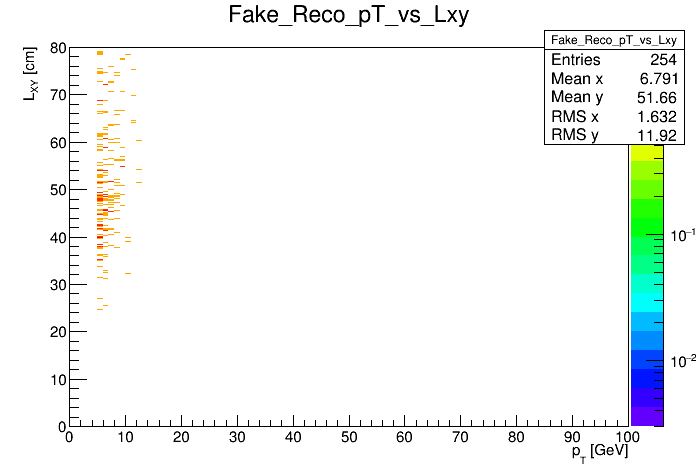 Fake_Reco_pT_vs_Lxy
Fake_Reco_pT_vs_Lxy
Entries 254
Mean x 6.791
Mean y 51.66
RMS x 1.632
RMS y 11.92
L_XY [cm]
80
70
60
50
40
30
20
10
0
10⁻¹
10⁻²
0 10 20 30 40 50 60 70 80 90 100
p_T [GeV]